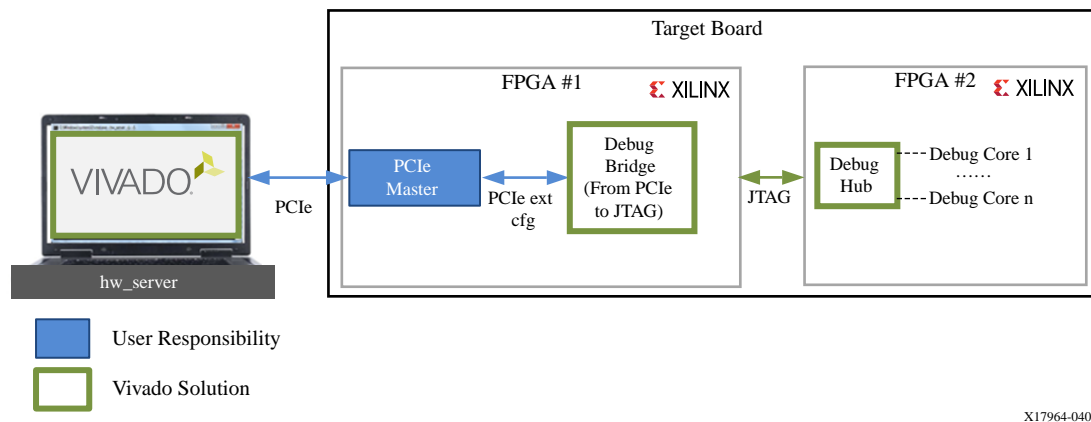 Target Board
FPGA #1
XILINX
FPGA #2
XILINX
VIVADO
PCIe
PCIe
Master
PCIe ext
cfg
Debug
Bridge
(From PCIe
to JTAG)
JTAG
Debug
Hub
Debug Core 1
......
Debug Core n
hw_server
User Responsibility
Vivado Solution
X17964-040